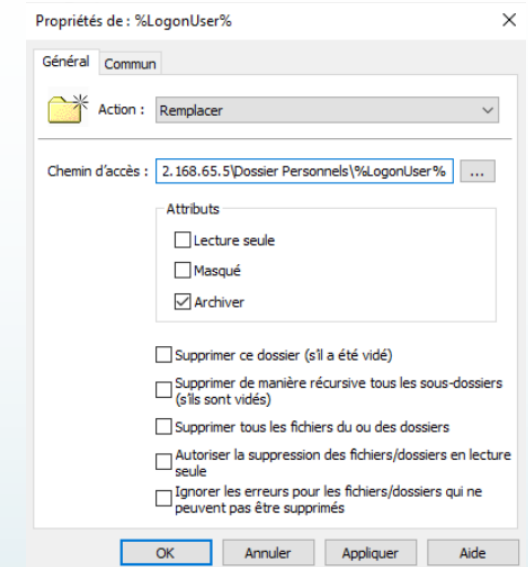 Propriétés de : %LogonUser%
Général Commun
Action : Remplacer
Chemin d'accès : 2.168.65.5\Dossier Personnels\%LogonUser% ...
Attributs
Lecture seule
Masqué
Archiver
Supprimer ce dossier (s'il a été vidé)
Supprimer de manière récursive tous les sous-dossiers
(s'ils sont vidés)
Supprimer tous les fichiers du ou des dossiers
Autoriser la suppression des fichiers/dossiers en lecture
seule
Ignorer les erreurs pour les fichiers/dossiers qui ne
peuvent pas être supprimés
OK Annuler Appliquer Aide